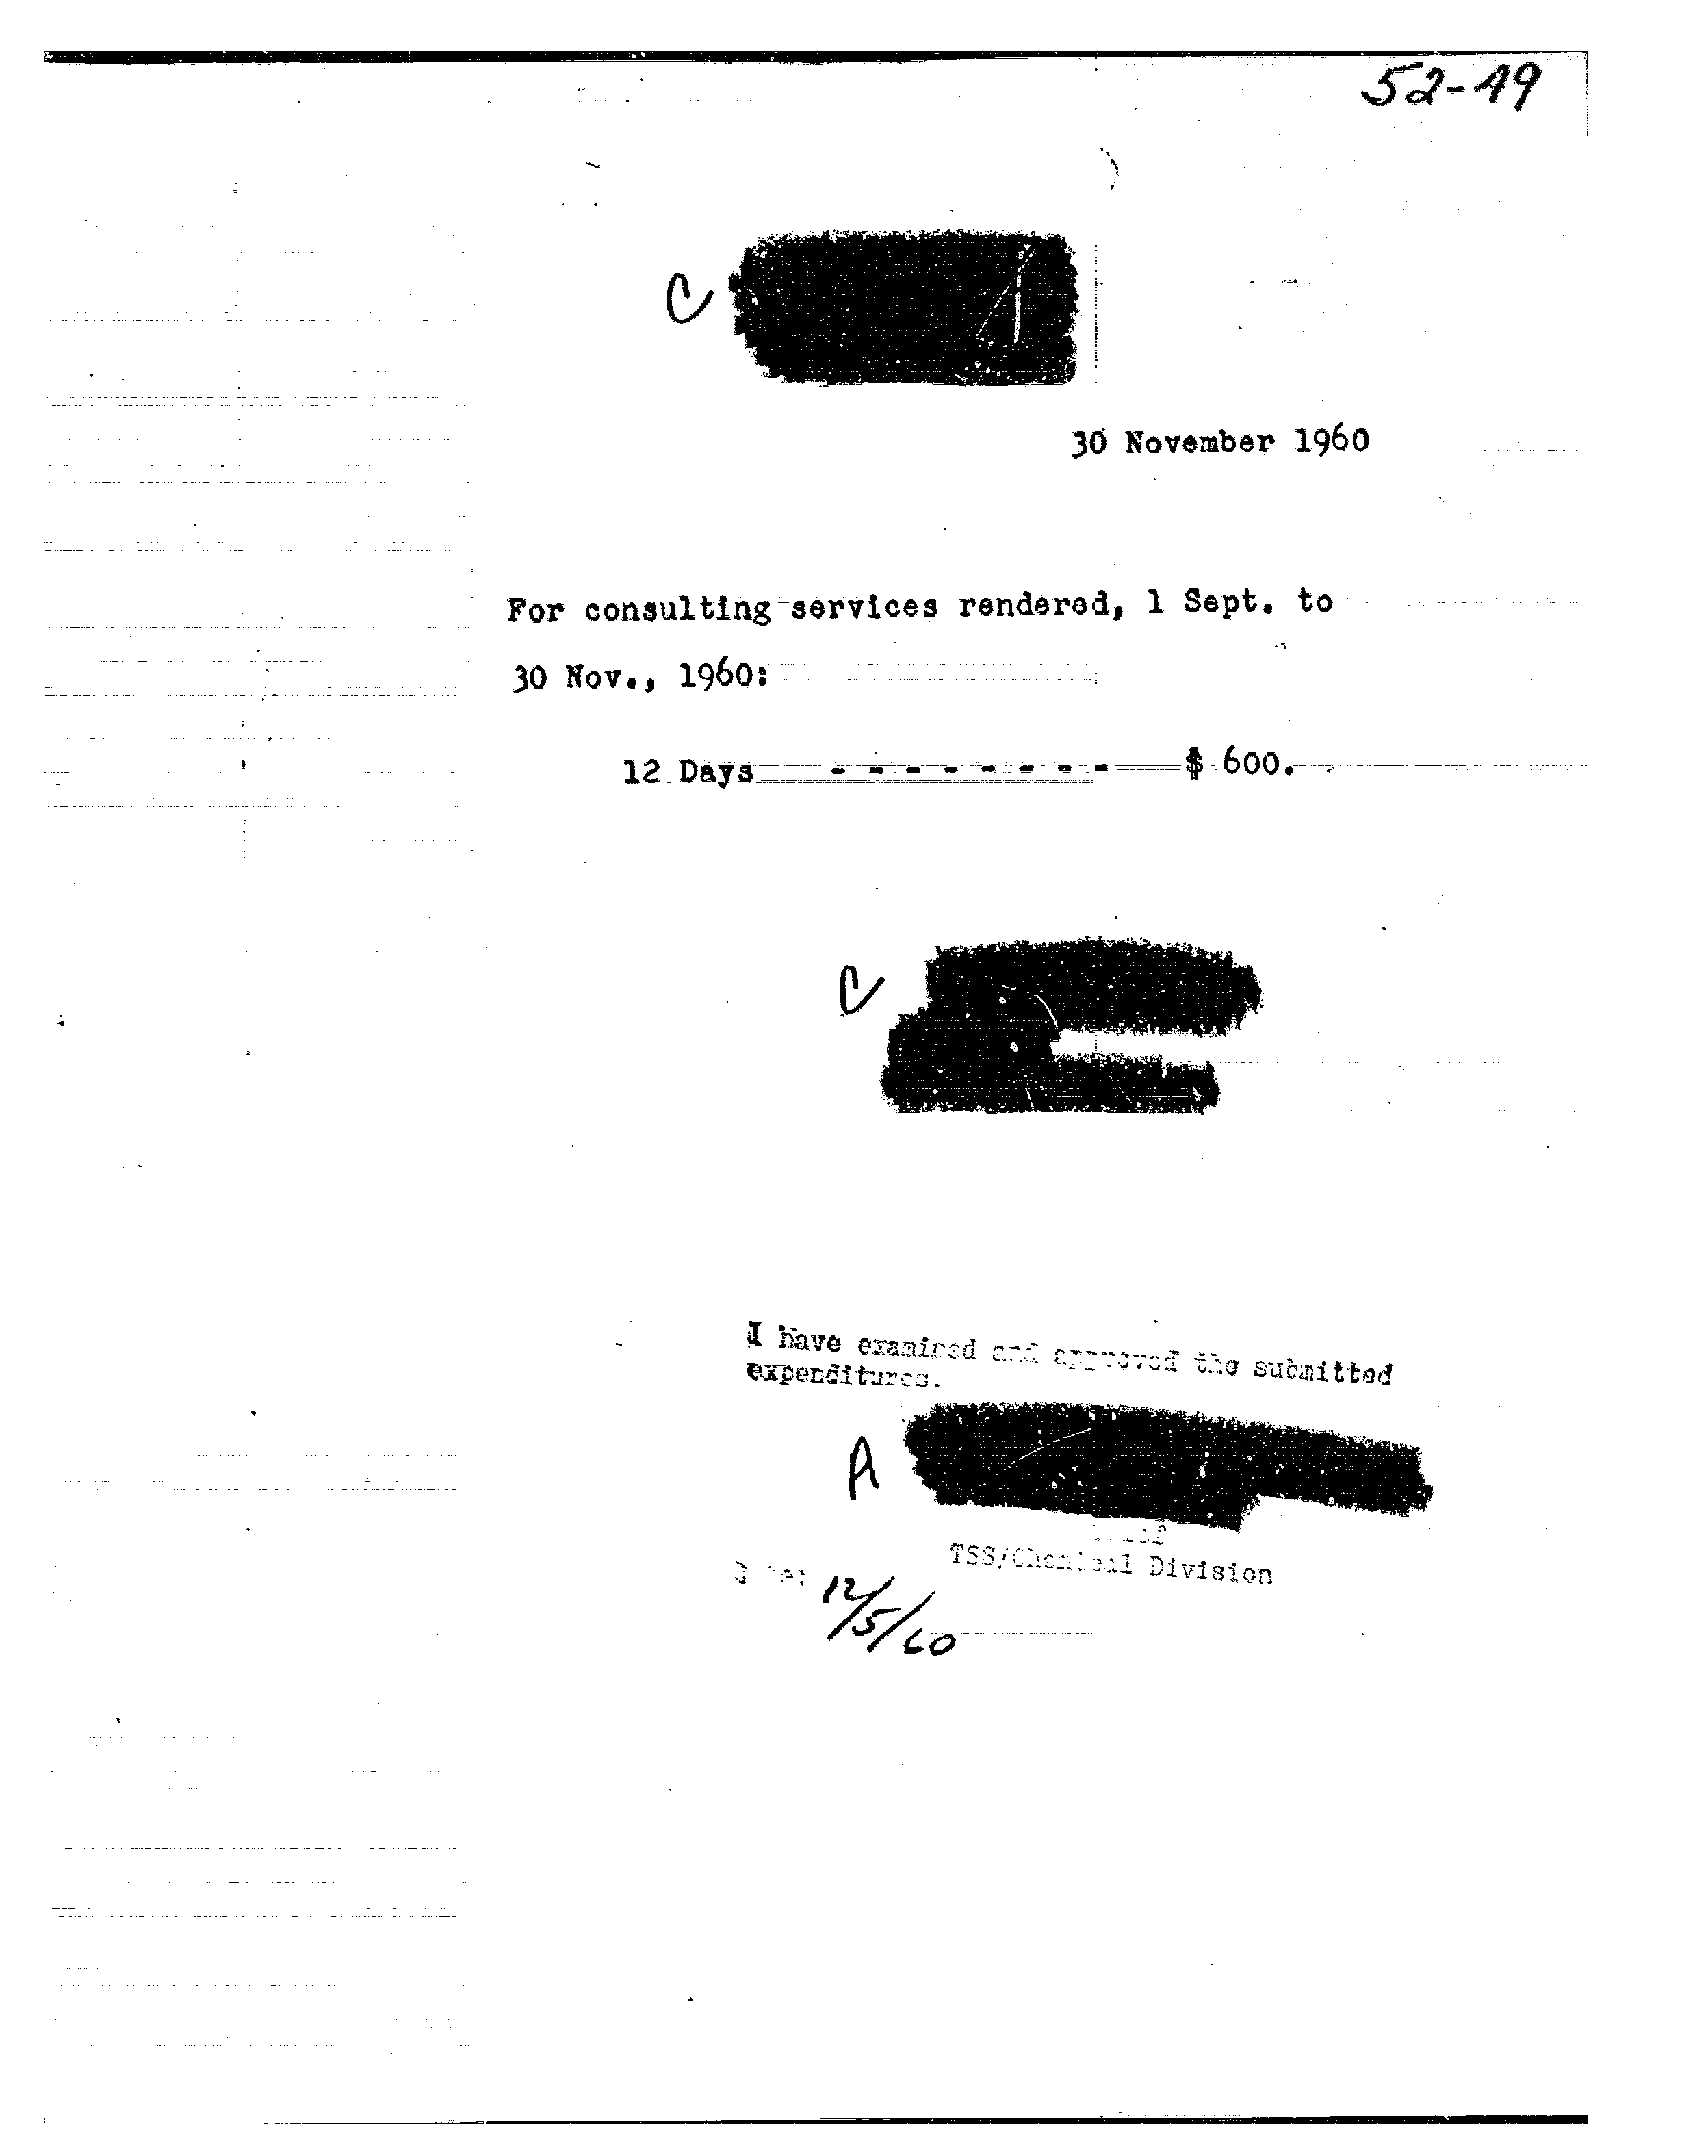 52-49
C
30 November 1960
For consulting services rendered, 1 Sept. to
30 Nov., 1960:
12 Days - - - - - - - - $ 600.
C
I have examined and approved the submitted
expenditures.
A
TSS/Chemical Division
Date: 12/5/60